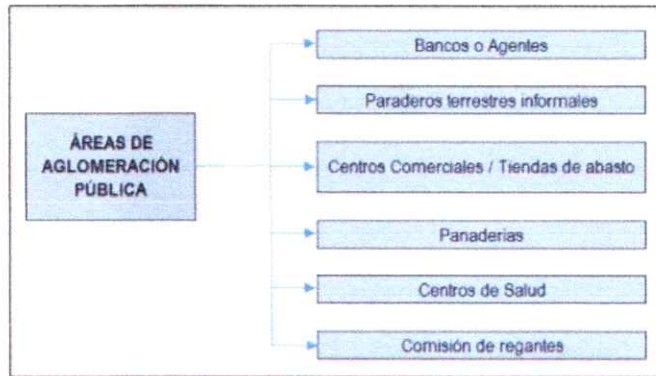 ÁREAS DE
AGLOMERACIÓN
PÚBLICA
Bancos o Agentes
Paraderos terrestres informales
Centros Comerciales / Tiendas de abasto
Panaderias
Centros de Salud
Comisión de regantes